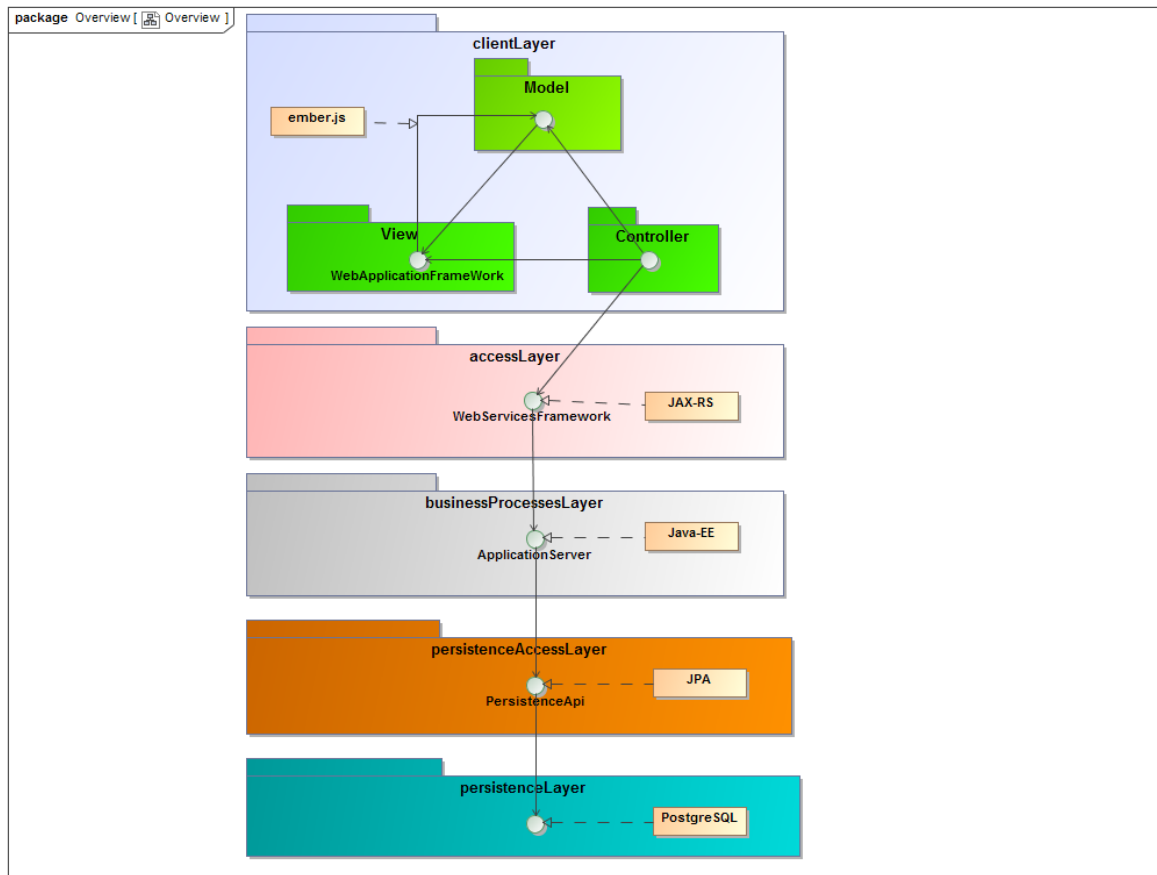 package Overview [ Overview ]
clientLayer
Model
ember.js
View
Controller
WebApplicationFrameWork
accessLayer
JAX-RS
WebServicesFramework
businessProcessesLayer
Java-EE
ApplicationServer
persistenceAccessLayer
JPA
PersistenceApi
persistenceLayer
PostgreSQL